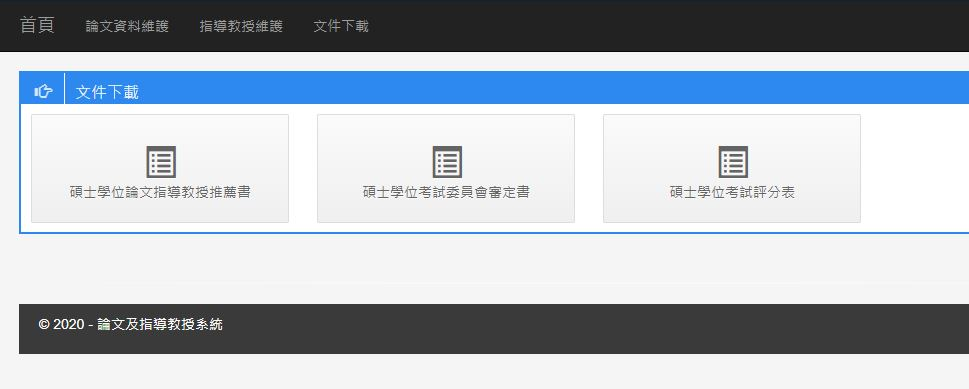 首頁 論文資料維護 指導教授維護 文件下載
文件下載
碩士學位論文指導教授推薦書 碩士學位考試委員會審定書 碩士學位考試評分表
© 2020 - 論文及指導教授系統